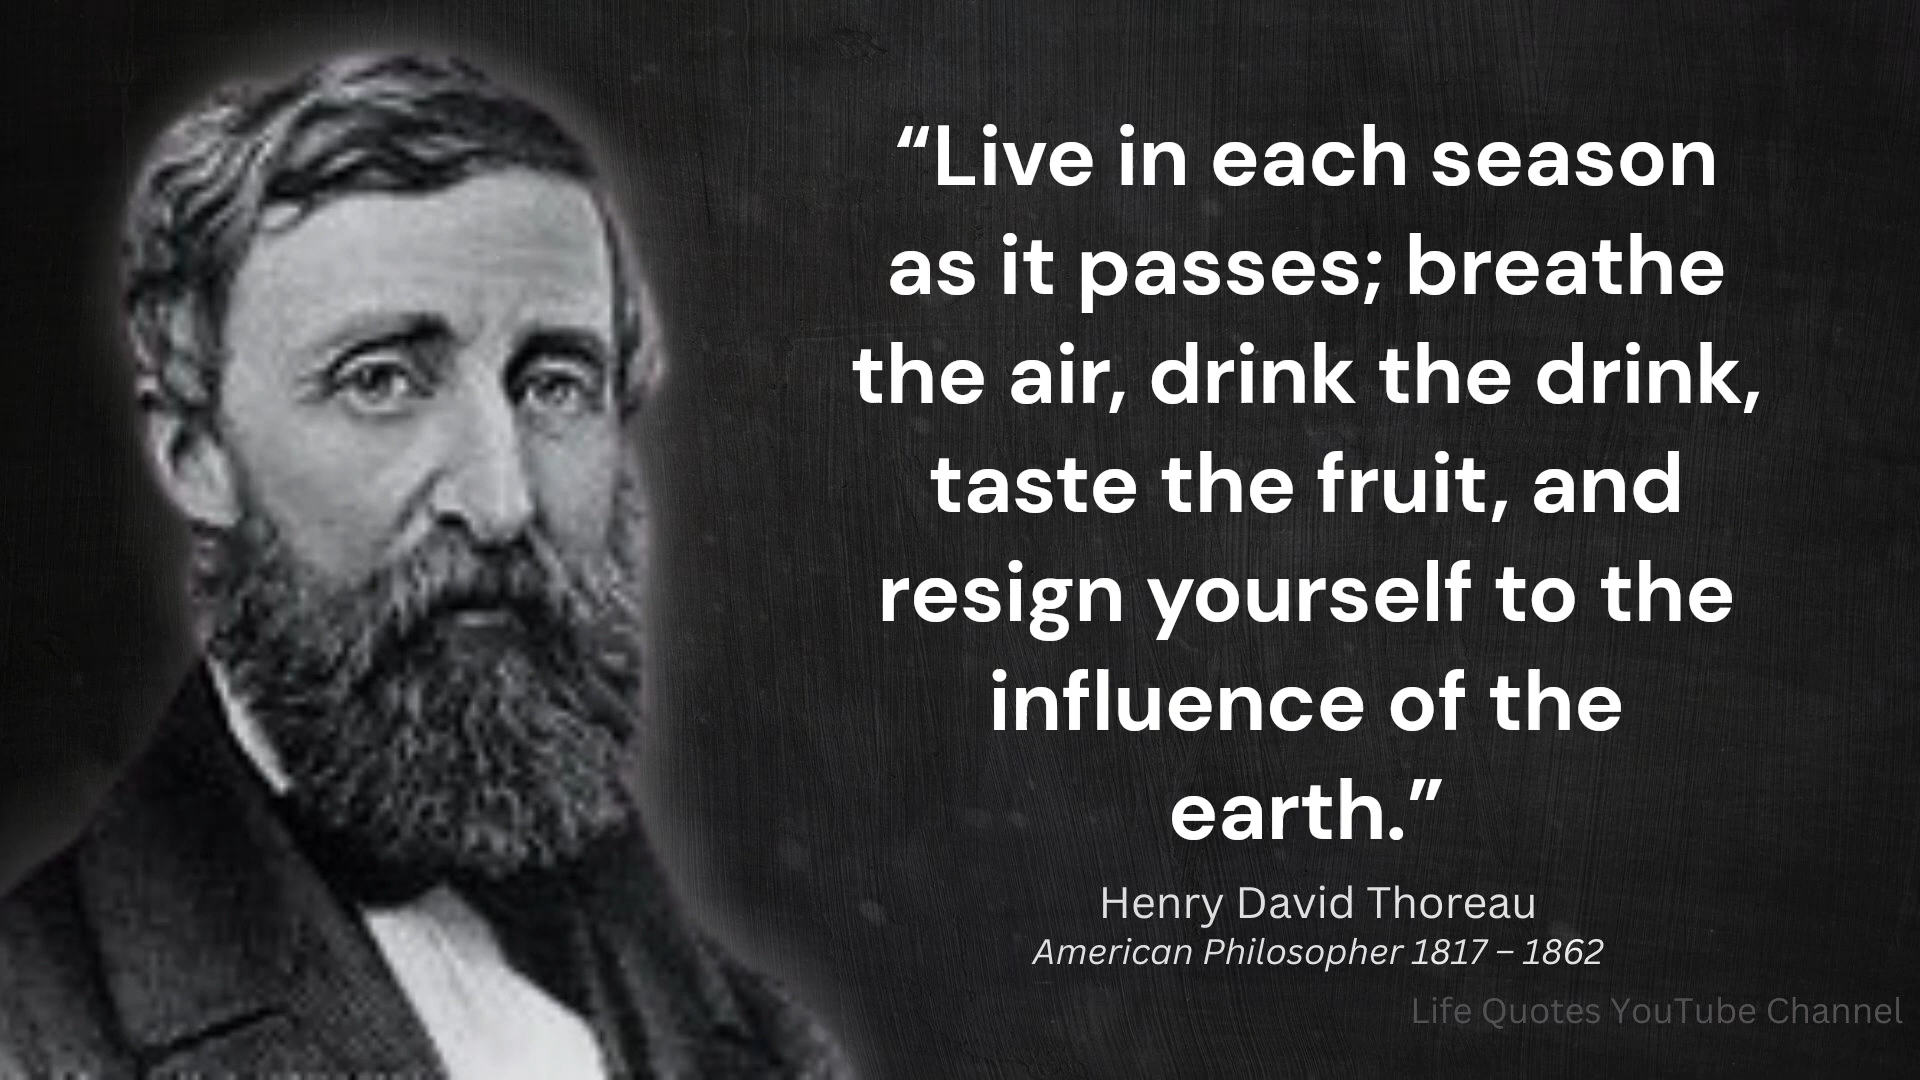 “Live in each season
as it passes; breathe
the air, drink the drink,
taste the fruit, and
resign yourself to the
influence of the
earth.”
Henry David Thoreau
American Philosopher 1817 – 1862
Life Quotes YouTube Channel